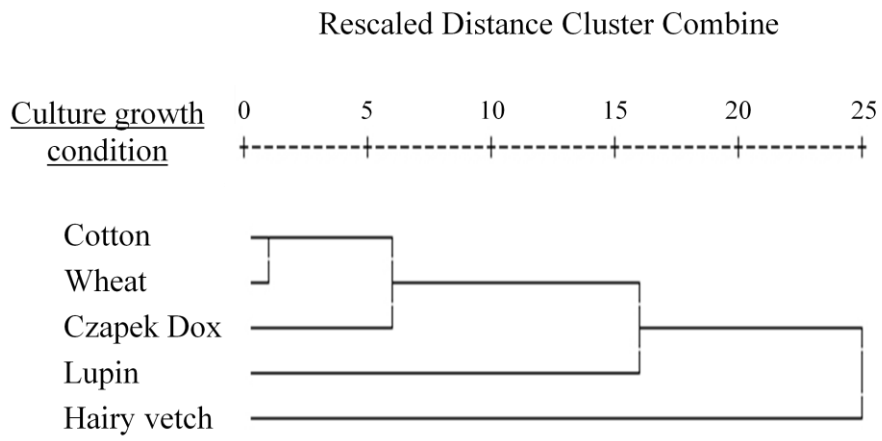 Rescaled Distance Cluster Combine
Culture growth
condition
0 5 10 15 20 25
Cotton
Wheat
Czapek Dox
Lupin
Hairy vetch